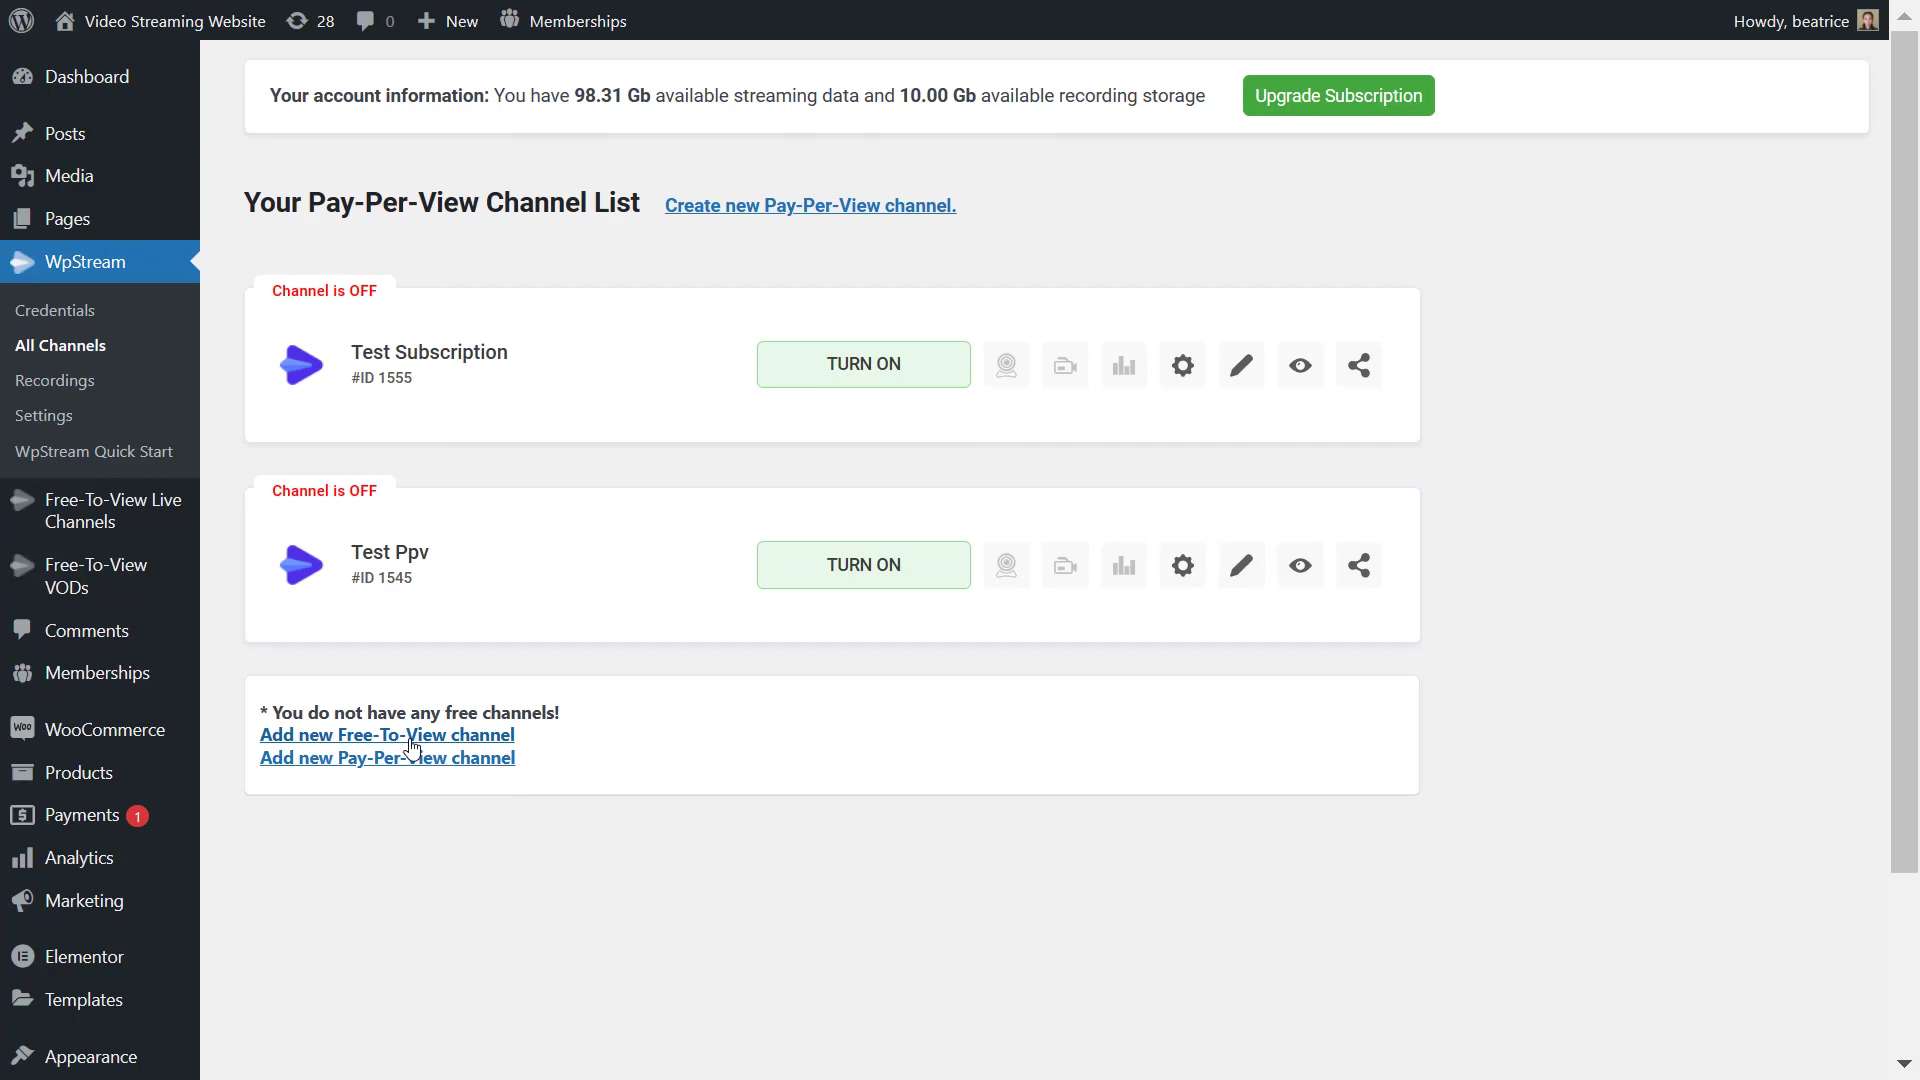 Video Streaming Website 28 0 New Memberships Howdy, beatrice
Dashboard
Posts
Media
Pages
WpStream
Credentials
All Channels
Recordings
Settings
WpStream Quick Start
Free-To-View Live
Channels
Free-To-View
VODs
Comments
Memberships
Woo WooCommerce
Products
Payments 1
Analytics
Marketing
Elementor
Templates
Appearance
Your account information: You have 98.31 Gb available streaming data and 10.00 Gb available recording storage Upgrade Subscription
Your Pay-Per-View Channel List Create new Pay-Per-View channel.
Channel is OFF
Test Subscription
#ID 1555
TURN ON
Channel is OFF
Test Ppv
#ID 1545
TURN ON
* You do not have any free channels!
Add new Free-To-View channel
Add new Pay-Per-View channel